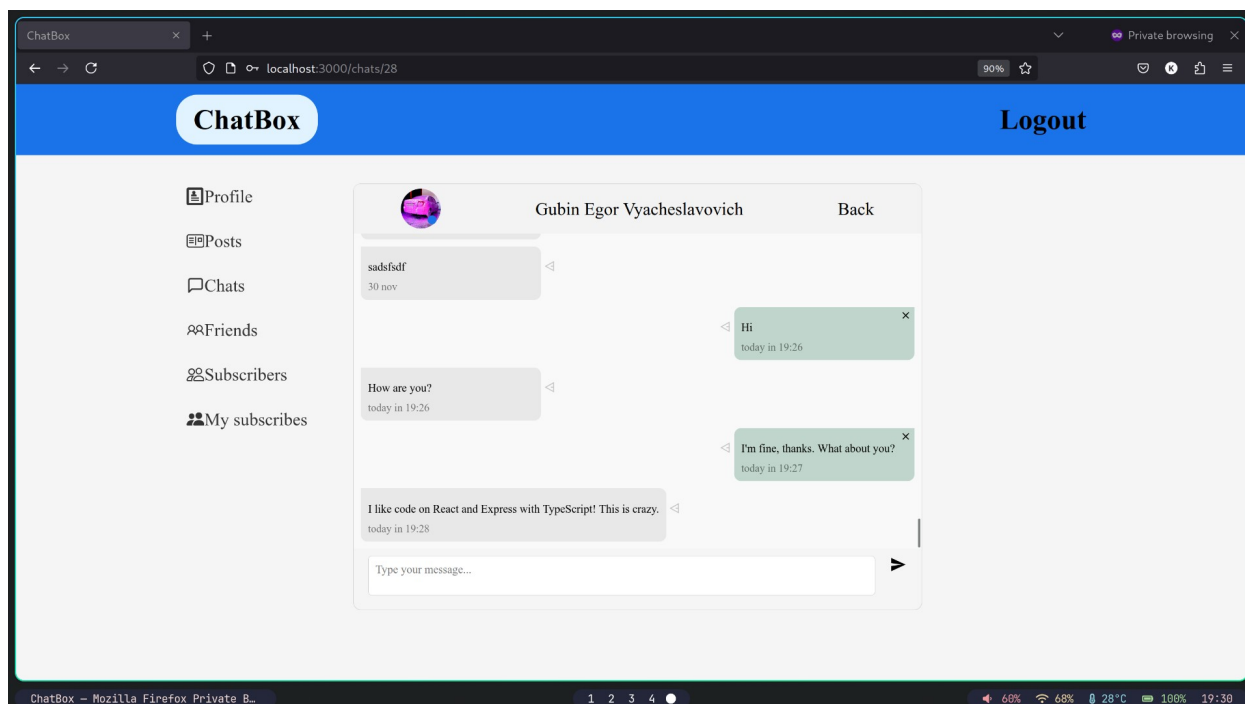 ChatBox
Private browsing
localhost:3000/chats/28
90%
K
ChatBox
Logout
Profile
Posts
Chats
Friends
Subscribers
My subscribes
Gubin Egor Vyacheslavovich
Back
sadsfsdf
30 nov
Hi
today in 19:26
How are you?
today in 19:26
I'm fine, thanks. What about you?
today in 19:27
I like code on React and Express with TypeScript! This is crazy.
today in 19:28
Type your message...
ChatBox — Mozilla Firefox Private B…
1 2 3 4
60% 68% 28°C 100% 19:30